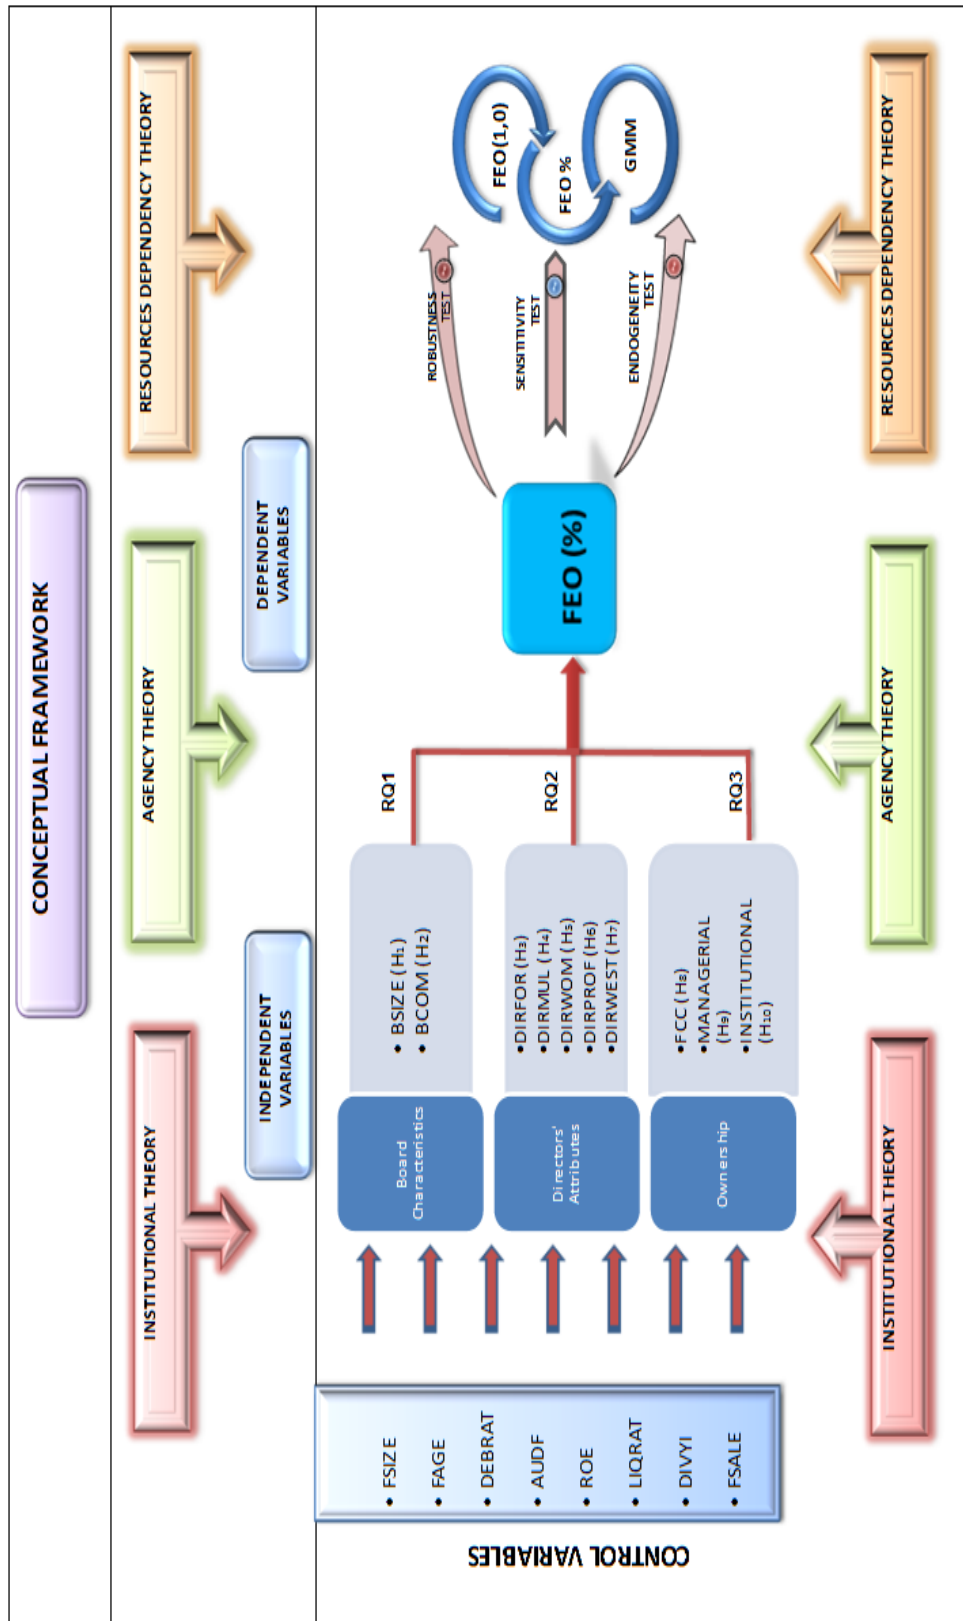 CONCEPTUAL FRAMEWORK
INSTITUTIONAL THEORY
AGENCY THEORY
RESOURCES DEPENDENCY THEORY
INDEPENDENT
VARIABLES
DEPENDENT
VARIABLES
CONTROL VARIABLES
• FSIZE
• FAGE
• DEBRAT
• AUDF
• ROE
• LIQRAT
• DIVYI
• FSALE
Board
Characteristics
• BSIZE (H₁)
• BCOM (H₂)
RQ1
Directors'
Attributes
•DIRFOR (H₃)
•DIRMUL (H₄)
•DIRWOM (H₅)
•DIRPROF (H₆)
•DIRWEST (H₇)
RQ2
Ownership
•FCC (H₈)
•MANAGERIAL
(H₉)
•INSTITUTIONAL
(H₁₀)
RQ3
FEO (%)
ROBUSTNESS
TEST
SENSITITIVITY
TEST
ENDOGENEITY
TEST
FEO(1,0)
FEO %
GMM
INSTITUTIONAL THEORY
AGENCY THEORY
RESOURCES DEPENDENCY THEORY